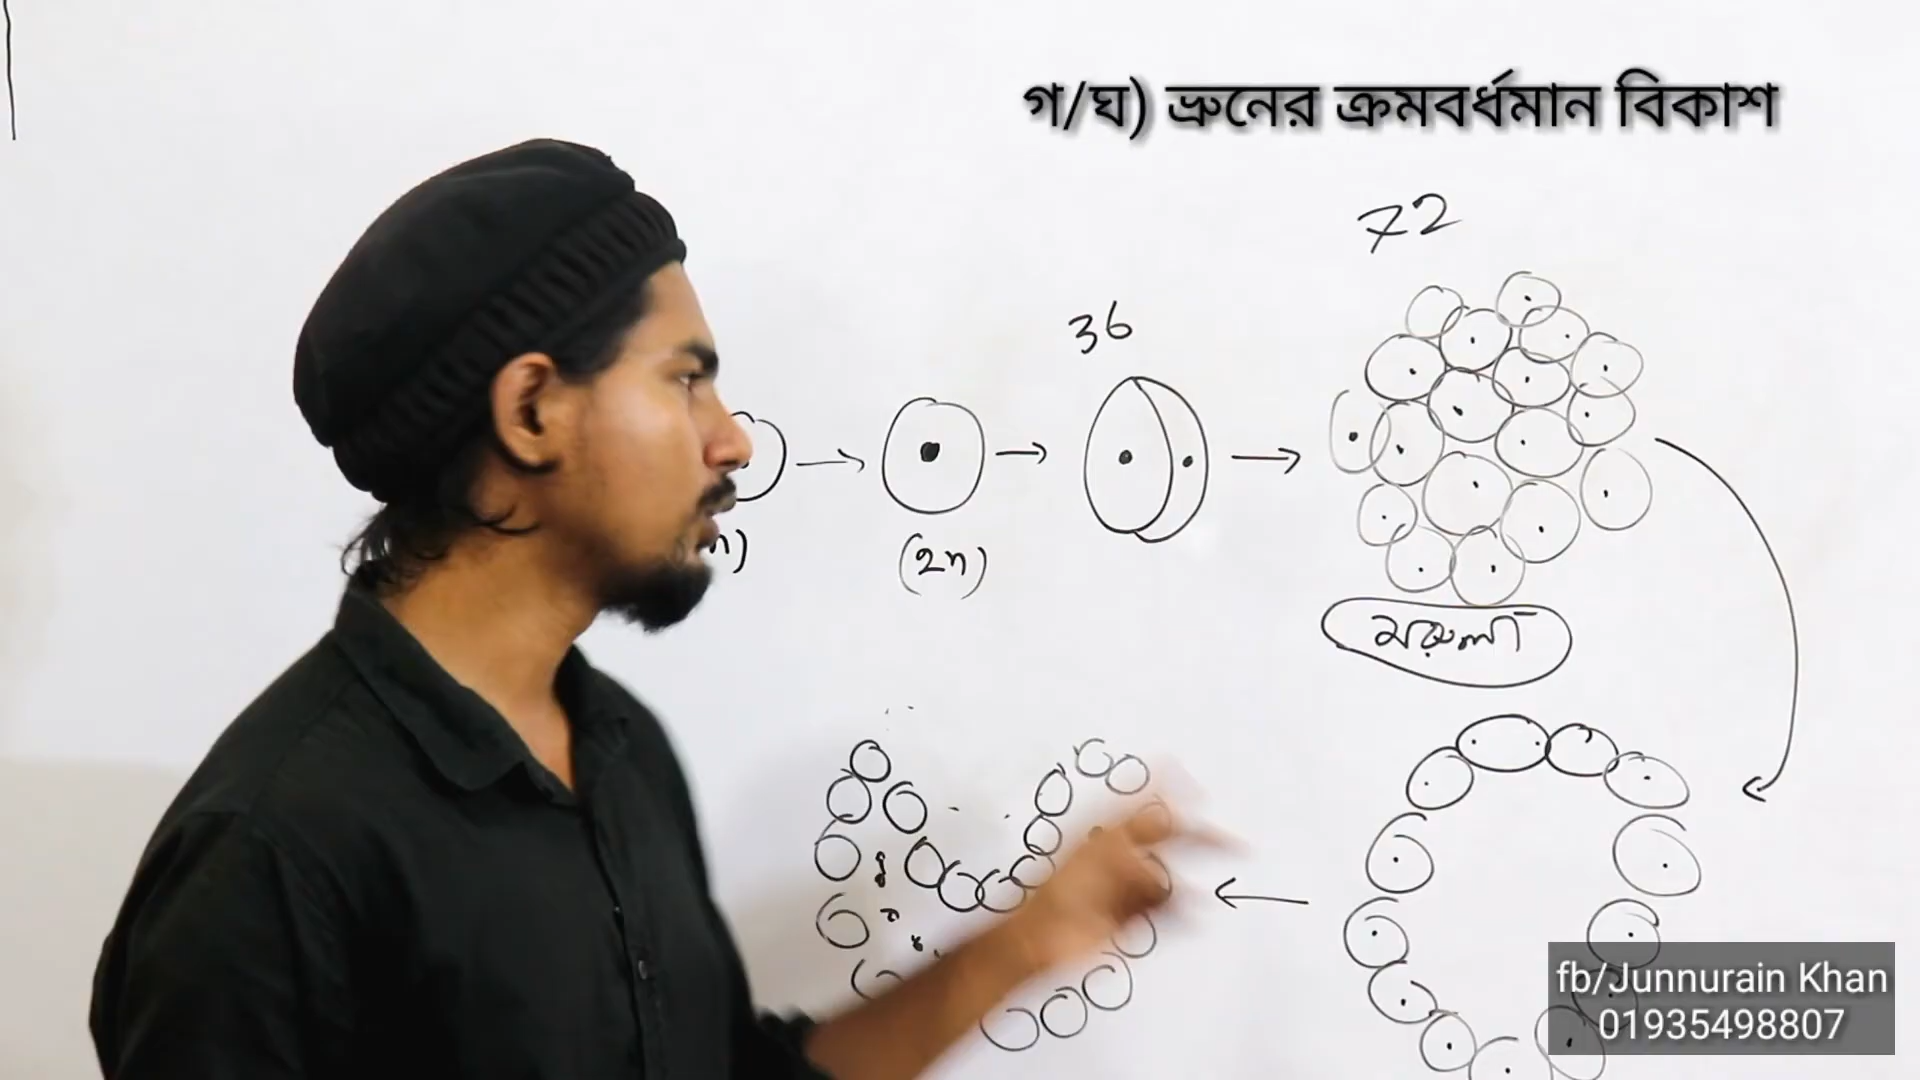 গ/ঘ) ভ্রুনের ক্রমবর্ধমান বিকাশ
72
36
(2n)
মরুলা
fb/Junnurain Khan
01935498807